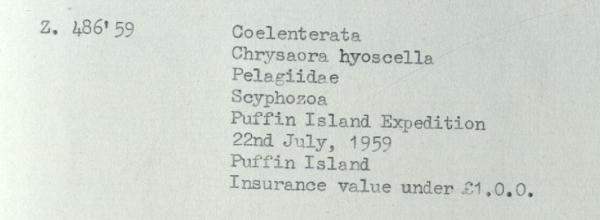 Z. 486'59 Coelenterata
Chrysaora hyoscella
Pelagiidae
Scyphozoa
Puffin Island Expedition
22nd July, 1959
Puffin Island
Insurance value under £1.0.0.